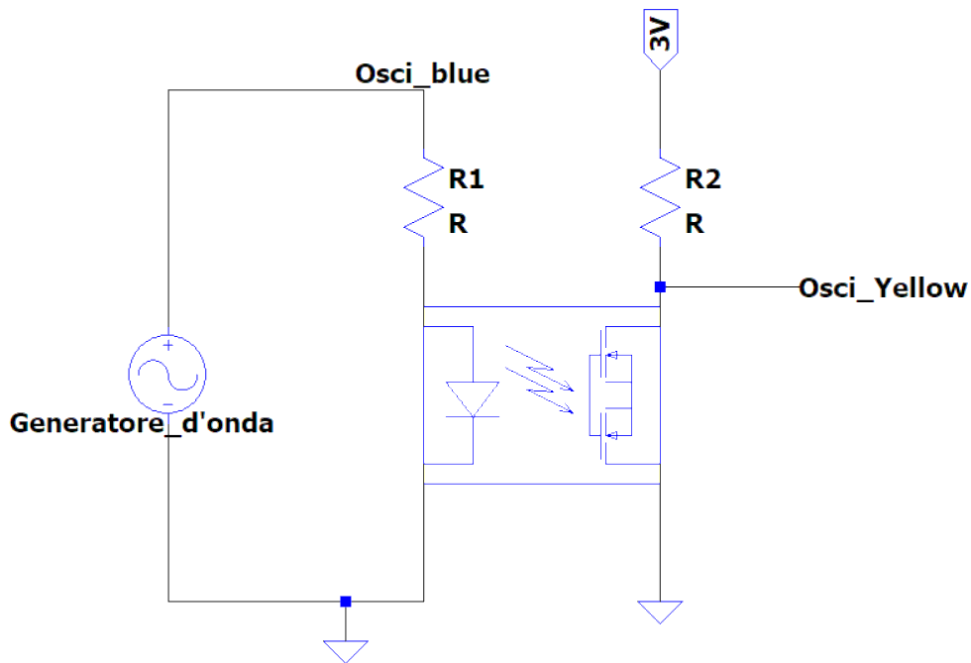 3V
Osci_blue
R1
R
R2
R
Osci_Yellow
Generatore_d'onda